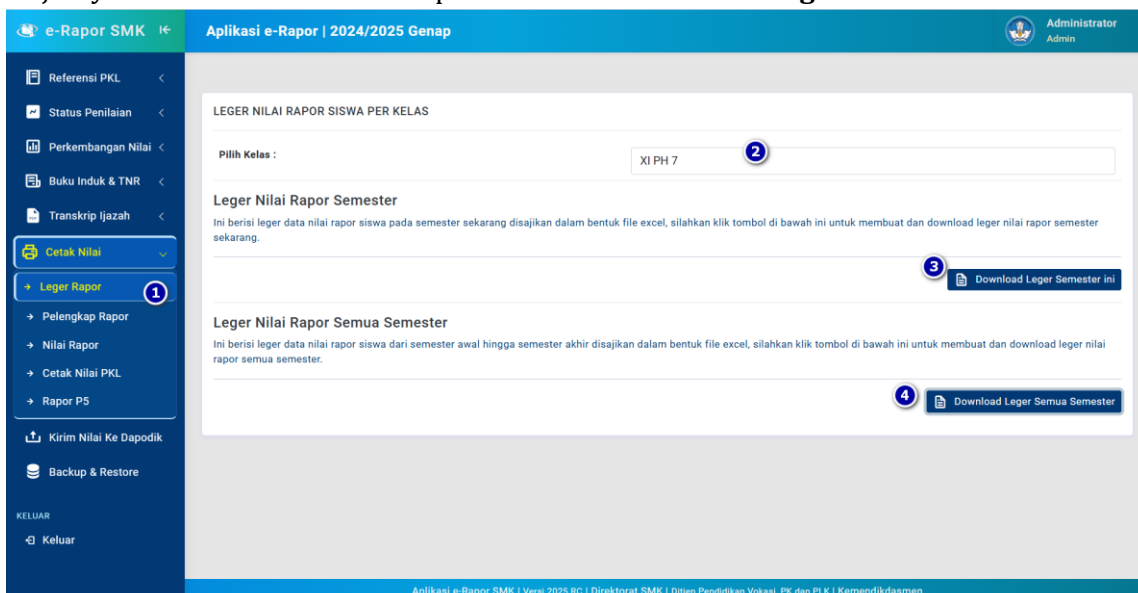 e-Rapor SMK
Aplikasi e-Rapor | 2024/2025 Genap
Administrator
Admin
Referensi PKL
Status Penilaian
Perkembangan Nilai
Buku Induk & TNR
Transkrip Ijazah
Cetak Nilai
Leger Rapor
1
Pelengkap Rapor
Nilai Rapor
Cetak Nilai PKL
Rapor P5
Kirim Nilai Ke Dapodik
Backup & Restore
KELUAR
Keluar
LEGER NILAI RAPOR SISWA PER KELAS
Pilih Kelas :
XI PH 7
2
Leger Nilai Rapor Semester
Ini berisi leger data nilai rapor siswa pada semester sekarang disajikan dalam bentuk file excel, silahkan klik tombol di bawah ini untuk membuat dan download leger nilai rapor semester
sekarang.
3
Download Leger Semester ini
Leger Nilai Rapor Semua Semester
Ini berisi leger data nilai rapor siswa dari semester awal hingga semester akhir disajikan dalam bentuk file excel, silahkan klik tombol di bawah ini untuk membuat dan download leger nilai
rapor semua semester.
4
Download Leger Semua Semester
Aplikasi e-Rapor SMK | Versi 2025 RC | Direktorat SMK | Ditjen Pendidikan Vokasi, PK dan PLK | Kemendikdasmen